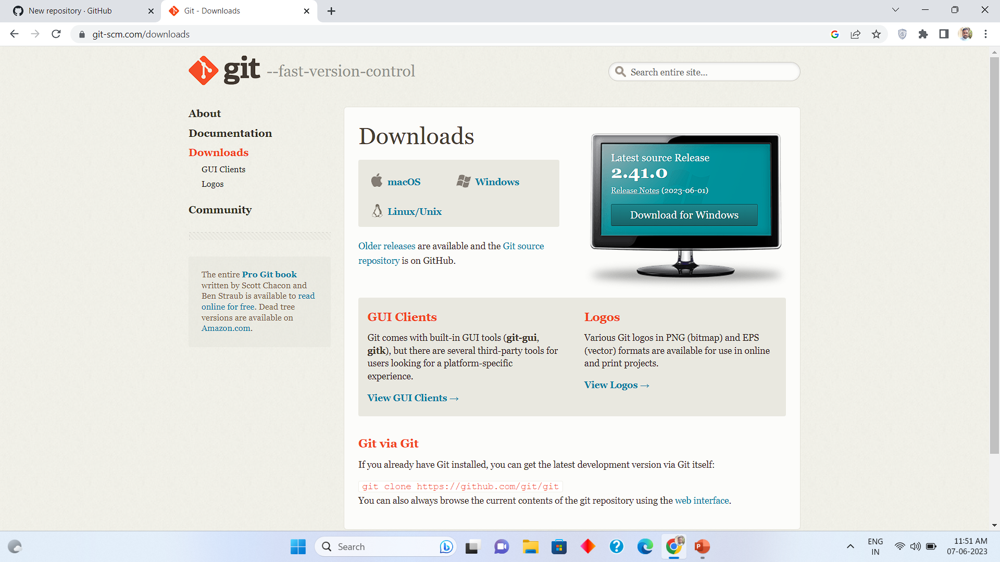 New repository · GitHub
Git - Downloads
git-scm.com/downloads
git --fast-version-control
Search entire site...
About
Documentation
Downloads
GUI Clients
Logos
Community
The entire Pro Git book
written by Scott Chacon and
Ben Straub is available to read
online for free. Dead tree
versions are available on
Amazon.com.
Downloads
macOS
Windows
Linux/Unix
Older releases are available and the Git source
repository is on GitHub.
Latest source Release
2.41.0
Release Notes (2023-06-01)
Download for Windows
GUI Clients
Git comes with built-in GUI tools (git-gui,
gitk), but there are several third-party tools for
users looking for a platform-specific
experience.
View GUI Clients →
Logos
Various Git logos in PNG (bitmap) and EPS
(vector) formats are available for use in online
and print projects.
View Logos →
Git via Git
If you already have Git installed, you can get the latest development version via Git itself:
git clone https://github.com/git/git
You can also always browse the current contents of the git repository using the web interface.
Search
ENG
IN
11:51 AM
07-06-2023